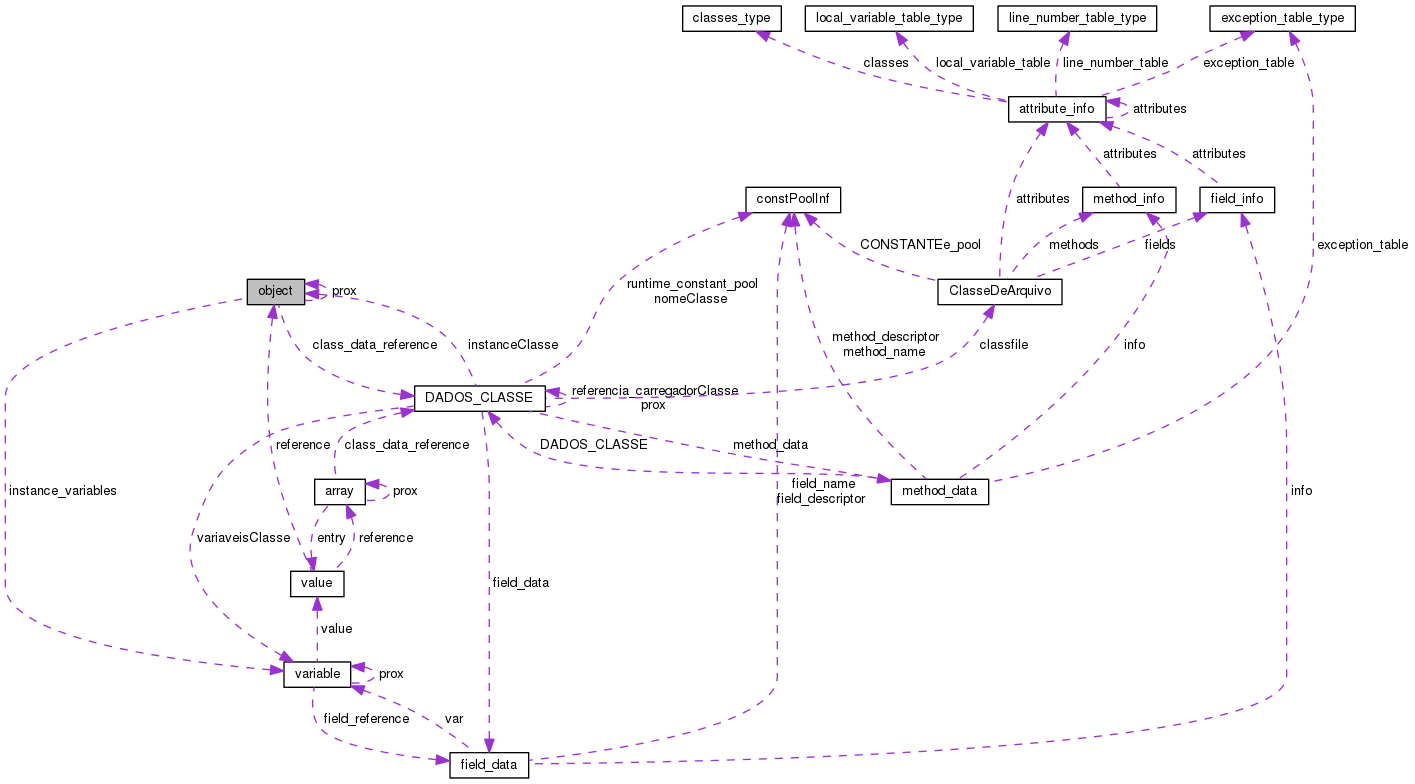 classes_type
local_variable_table_type
line_number_table_type
exception_table_type
classes
local_variable_table
line_number_table
exception_table
attribute_info
attributes
attributes
attributes
constPoolInf
method_info
field_info
attributes
CONSTANTEe_pool
methods
fields
exception_table
object
prox
runtime_constant_pool
nomeClasse
ClasseDeArquivo
class_data_reference
instanceClasse
method_descriptor
method_name
classfile
info
DADOS_CLASSE
referencia_carregadorClasse
prox
reference
class_data_reference
DADOS_CLASSE
method_data
instance_variables
array
prox
field_name
field_descriptor
method_data
info
variaveisClasse
entry
reference
value
field_data
value
variable
prox
field_reference
var
field_data